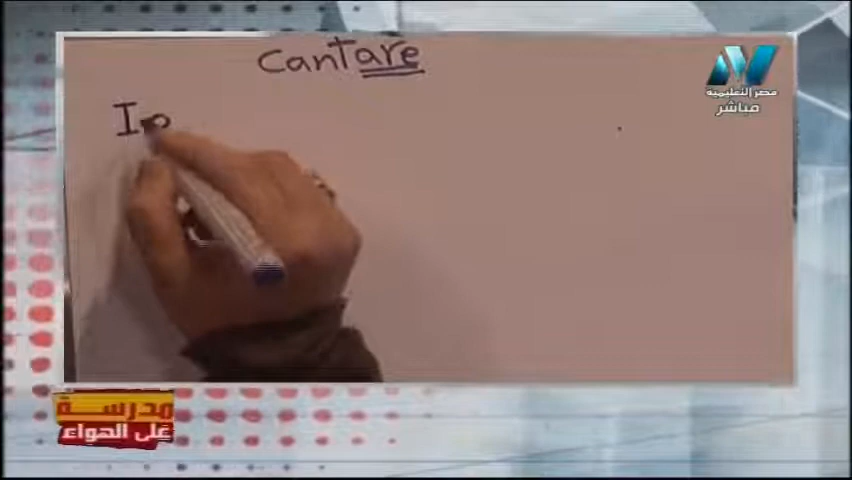 Cantare
Io
مصر التعليمية
مباشر
مدرسة
على الهواء